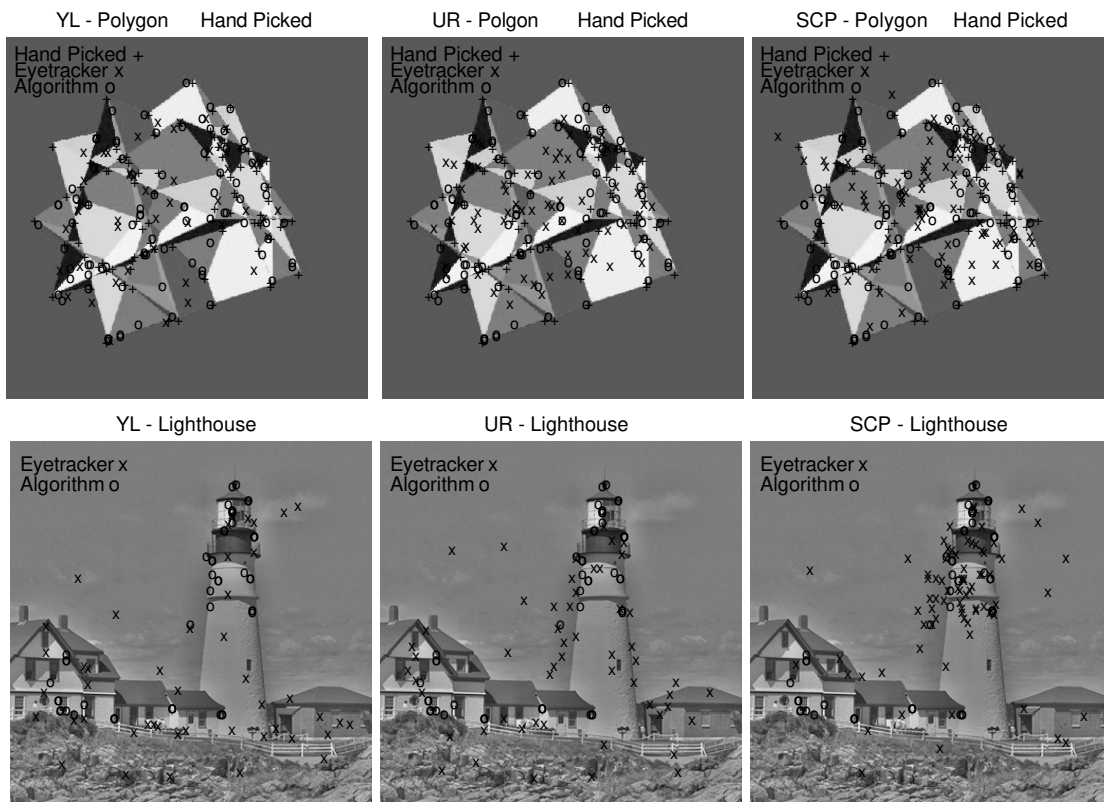 YL - Polygon Hand Picked
UR - Polgon Hand Picked
SCP - Polygon Hand Picked
Hand Picked +
Eyetracker x
Algorithm o
Hand Picked +
Eyetracker x
Algorithm o
Hand Picked +
Eyetracker x
Algorithm o
YL - Lighthouse
UR - Lighthouse
SCP - Lighthouse
Eyetracker x
Algorithm o
Eyetracker x
Algorithm o
Eyetracker x
Algorithm o